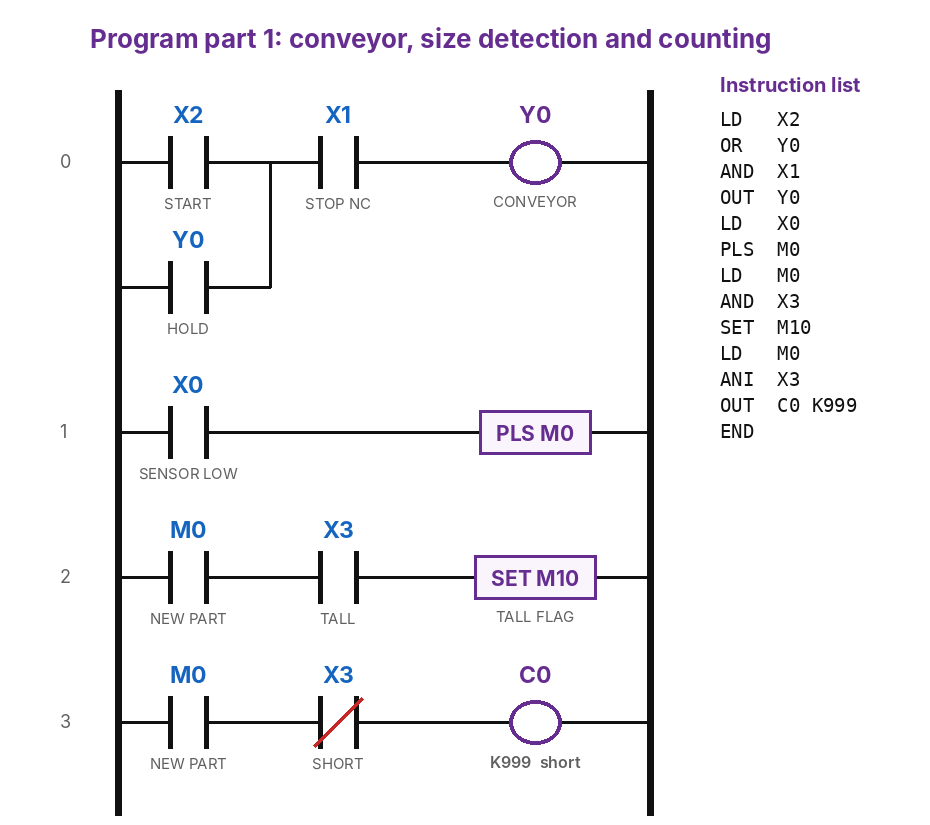 Program part 1: conveyor, size detection and counting
X2 X1 Y0
0
START STOP NC CONVEYOR
Y0
HOLD
X0
1 PLS M0
SENSOR LOW
M0 X3
2 SET M10
NEW PART TALL TALL FLAG
M0 X3 C0
3
NEW PART SHORT K999 short
Instruction list
LD X2
OR Y0
AND X1
OUT Y0
LD X0
PLS M0
LD M0
AND X3
SET M10
LD M0
ANI X3
OUT C0 K999
END